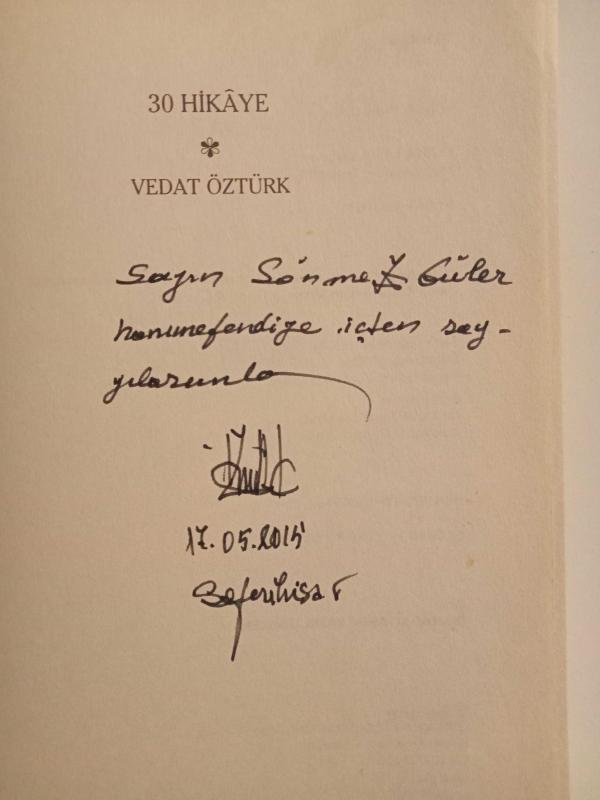 30 HİKÂYE
VEDAT ÖZTÜRK
Sayın Sönmez Güler
hanımefendiye içten say-
gılarımla
17.05.2015
Seferihisar